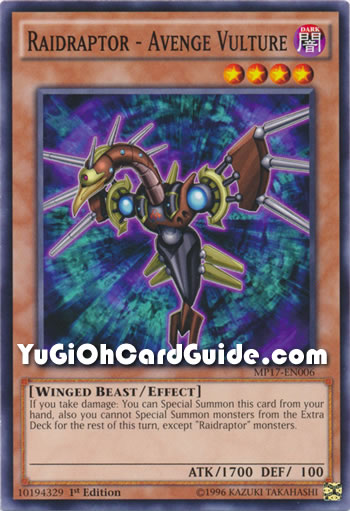 Raidraptor - Avenge Vulture
DARK
闇
YuGiOhCardGuide.com
MP17-EN006
[Winged Beast/Effect]
If you take damage: You can Special Summon this card from your
hand, also you cannot Special Summon monsters from the Extra
Deck for the rest of this turn, except "Raidraptor" monsters.
ATK/1700 DEF/ 100
10194329 1st Edition ©1996 KAZUKI TAKAHASHI